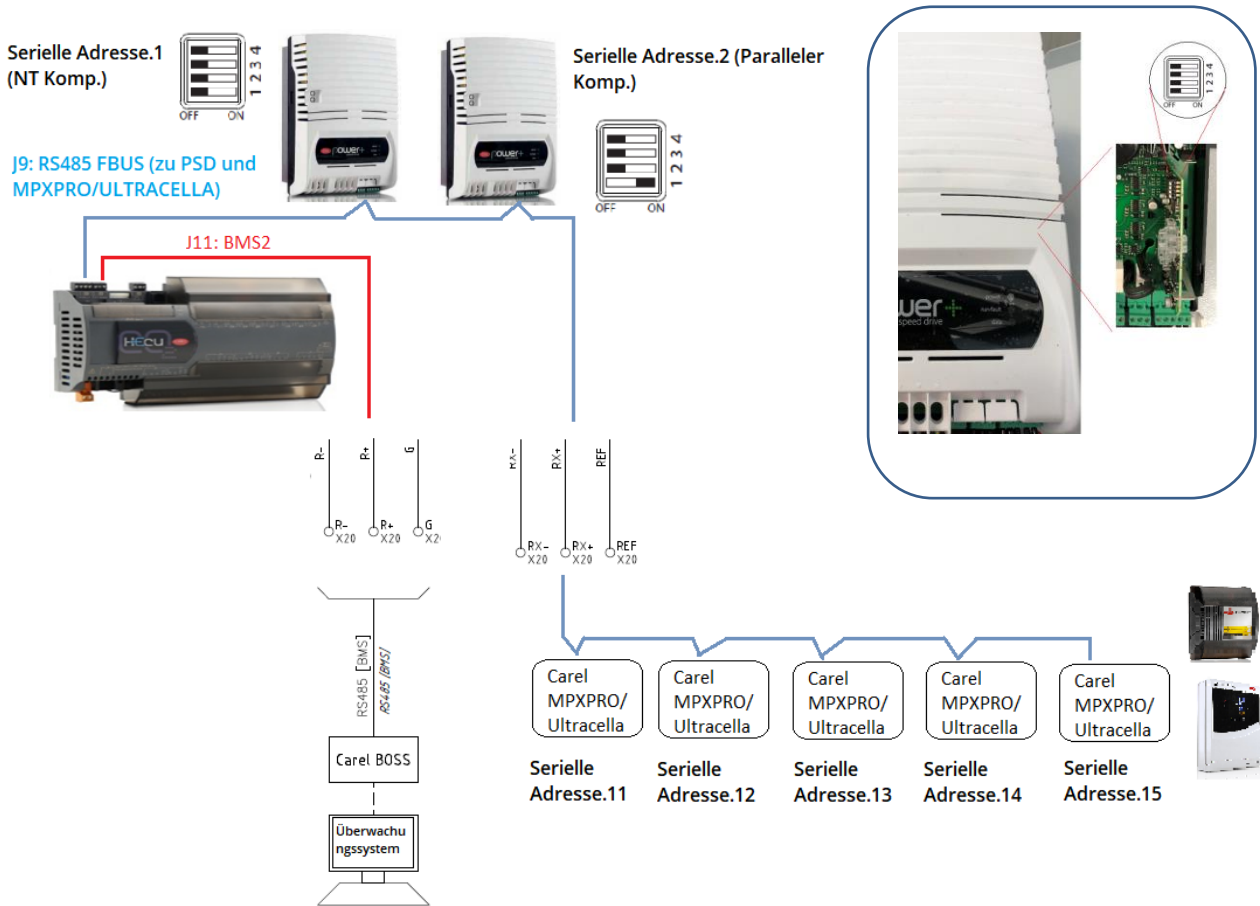 Serielle Adresse.1
(NT Komp.)
4
3
2
1
OFF ON
Serielle Adresse.2 (Paralleler
Komp.)
4
3
2
1
OFF ON
power+
power+
J9: RS485 FBUS (zu PSD und
MPXPRO/ULTRACELLA)
J11: BMS2
HEcu
4
3
2
1
OFF ON
wer+
speed drive
R-
R+
G
R-
X20
R+
X20
G
X2
RX-
RX+
REF
RX-
X20
RX+
X20
REF
X20
RS485 [BMS]
RS485 [BMS]
Carel BOSS
Überwachu
ngssystem
Carel
MPXPRO/
Ultracella
Carel
MPXPRO/
Ultracella
Carel
MPXPRO/
Ultracella
Carel
MPXPRO/
Ultracella
Carel
MPXPRO/
Ultracella
Serielle
Adresse.11
Serielle
Adresse.12
Serielle
Adresse.13
Serielle
Adresse.14
Serielle
Adresse.15